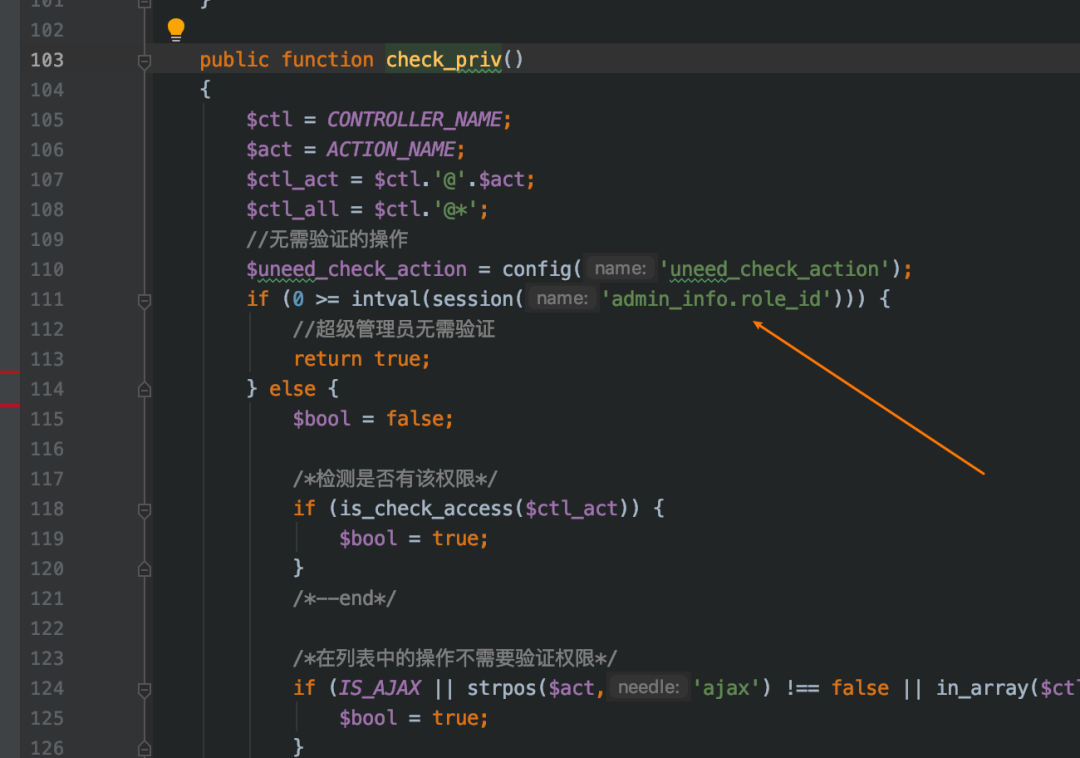 101 }
102
103 public function check_priv()
104 {
105 $ctl = CONTROLLER_NAME;
106 $act = ACTION_NAME;
107 $ctl_act = $ctl.'@'.$act;
108 $ctl_all = $ctl.'@*';
109 //无需验证的操作
110 $uneed_check_action = config( name: 'uneed_check_action');
111 if (0 >= intval(session( name: 'admin_info.role_id'))) {
112 //超级管理员无需验证
113 return true;
114 } else {
115 $bool = false;
116
117 /*检测是否有该权限*/
118 if (is_check_access($ctl_act)) {
119 $bool = true;
120 }
121 /*--end*/
122
123 /*在列表中的操作不需要验证权限*/
124 if (IS_AJAX || strpos($act, needle: 'ajax') !== false || in_array($ctl
125 $bool = true;
126 }